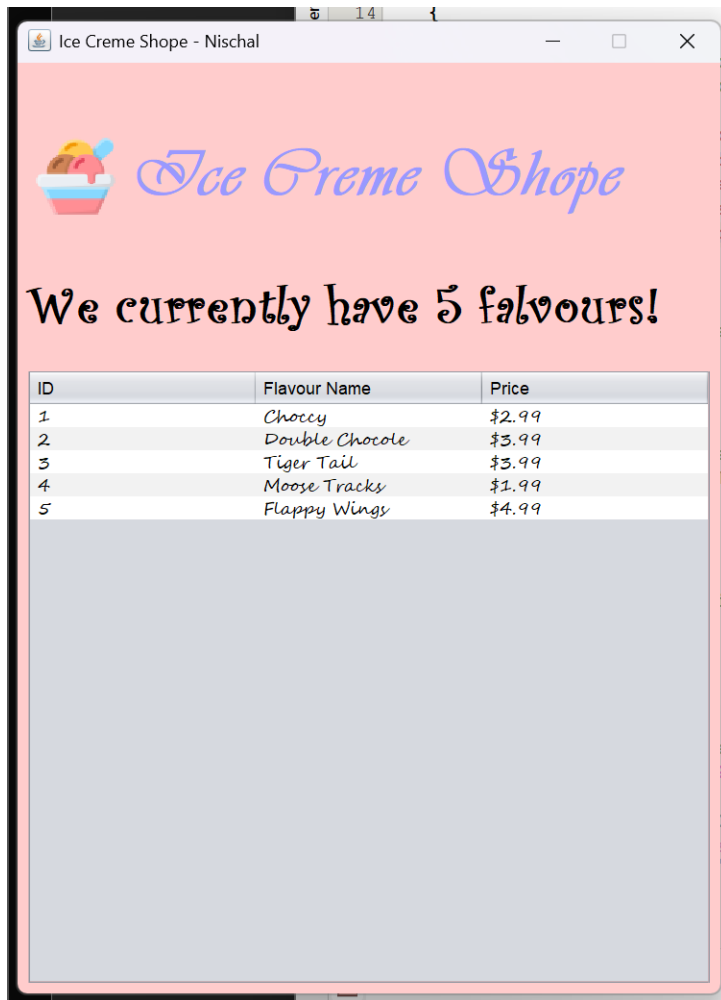 er 14 {
Ice Creme Shope - Nischal
Ice Creme Shope
We currently have 5 falvours!
ID Flavour Name Price
1 Choccy $2.99
2 Double Chocole $3.99
3 Tiger Tail $3.99
4 Moose Tracks $1.99
5 Flappy Wings $4.99